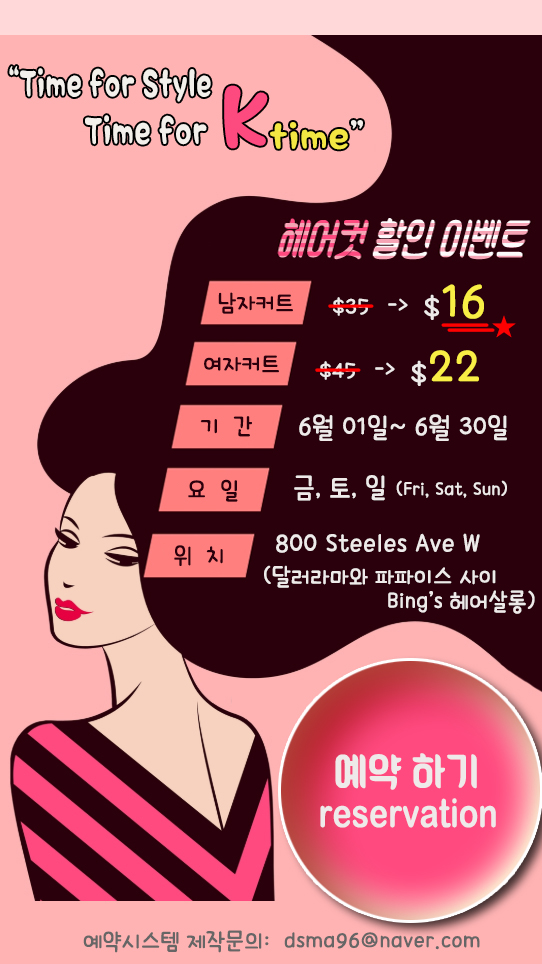 “Time for Style
Time for K time”
헤어컷 할인 이벤트
남자커트 $35 -> $16
여자커트 $45 -> $22
기 간 6월 01일~ 6월 30일
요 일 금, 토, 일 (Fri, Sat, Sun)
위 치 800 Steeles Ave W
(달러라마와 파파이스 사이
Bing's 헤어살롱)
예약 하기
reservation
예약시스템 제작문의: dsma96@naver.com